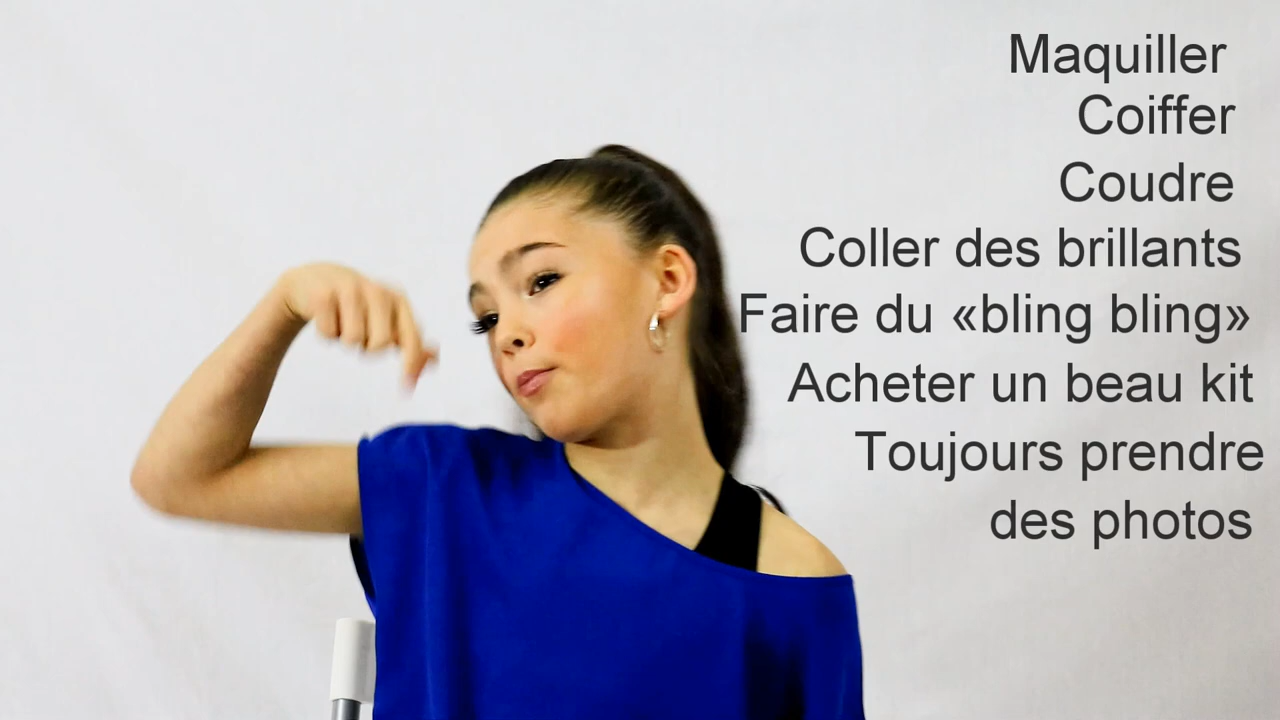 Maquiller
Coiffer
Coudre
Coller des brillants
Faire du «bling bling»
Acheter un beau kit
Toujours prendre
des photos